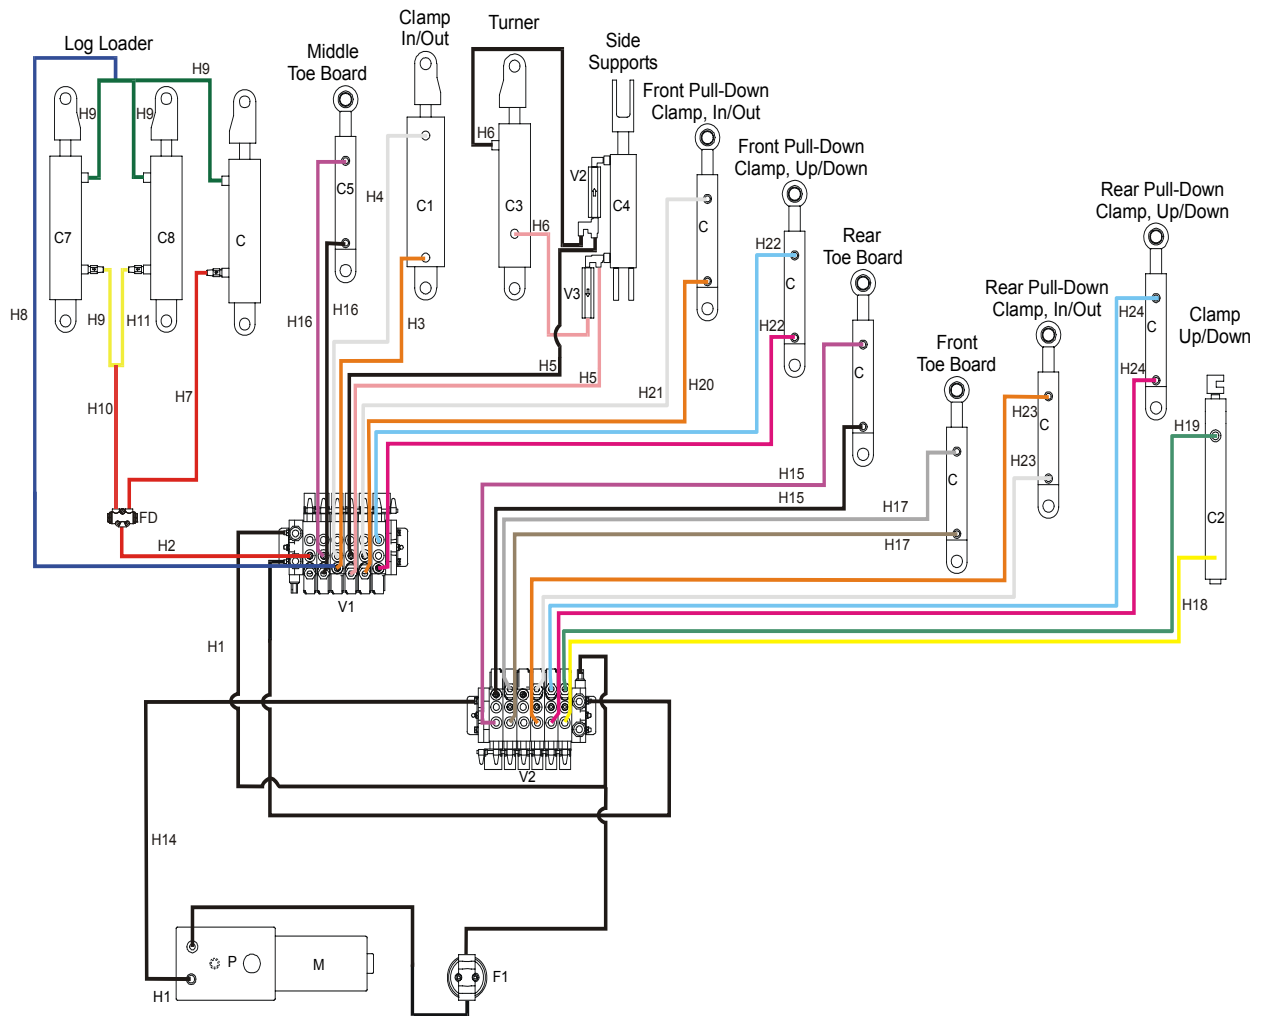 Log Loader
H9
Middle
Toe Board
Clamp
In/Out
Turner
Side
Supports
Front Pull-Down
Clamp, In/Out
Front Pull-Down
Clamp, Up/Down
Rear
Toe Board
Rear Pull-Down
Clamp, Up/Down
Rear Pull-Down
Clamp, In/Out
Front
Toe Board
Clamp
Up/Down
H9
H9
H6
V2
C5
H4
C1
C3
C4
H6
C7
C8
C
C
C
C
C
C
C
C
H22
H22
V3
H8
H9
H11
H16
H16
H3
H5
H5
H21
H20
H10
H7
H24
H24
H23
H23
H19
C2
H15
H15
H17
H17
FD
H2
V1
H18
H1
V2
H14
P
M
F1
H1